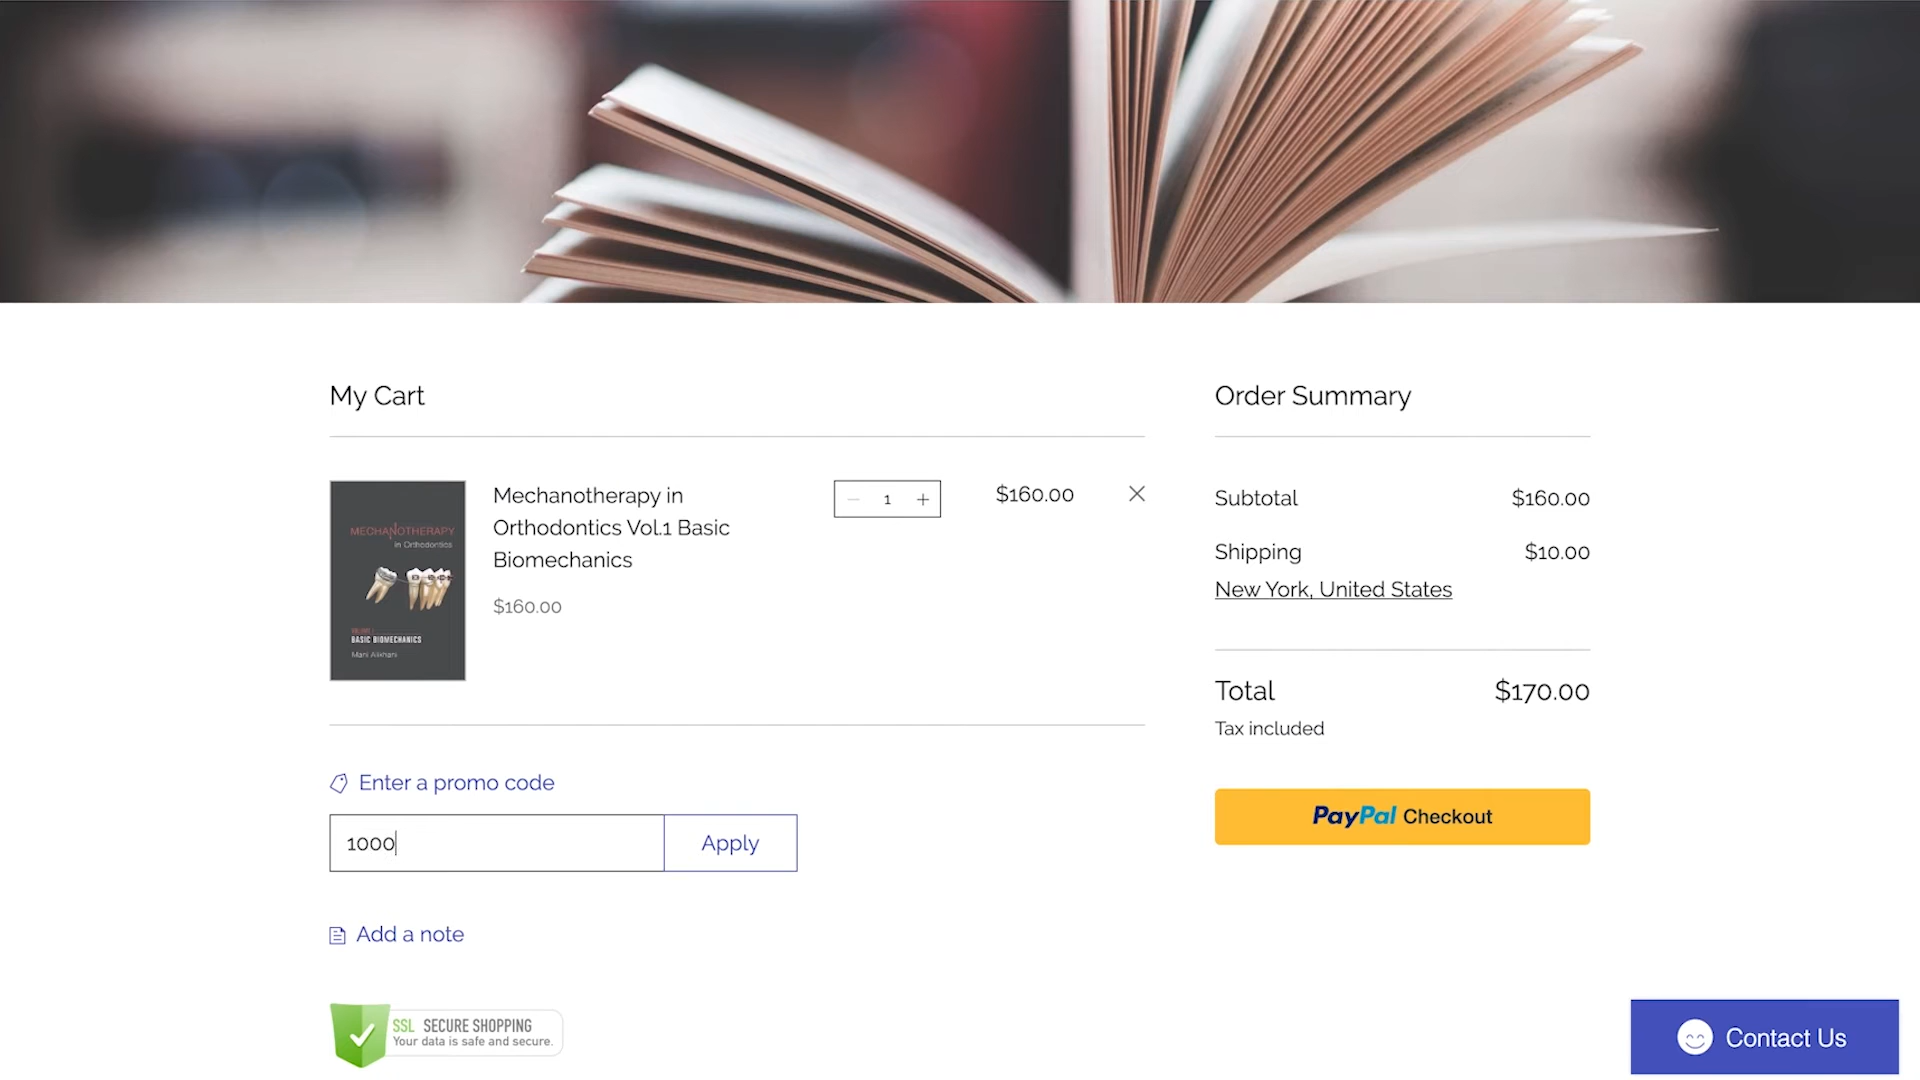 My Cart
Order Summary
MECHANOTHERAPY
in Orthodontics
BASIC BIOMECHANICS
Mani Alikhani
Mechanotherapy in
Orthodontics Vol.1 Basic
Biomechanics
$160.00
1
$160.00
Subtotal $160.00
Shipping $10.00
New York, United States
Total $170.00
Tax included
PayPal Checkout
Enter a promo code
1000
Apply
Add a note
SSL SECURE SHOPPING
Your data is safe and secure.
Contact Us